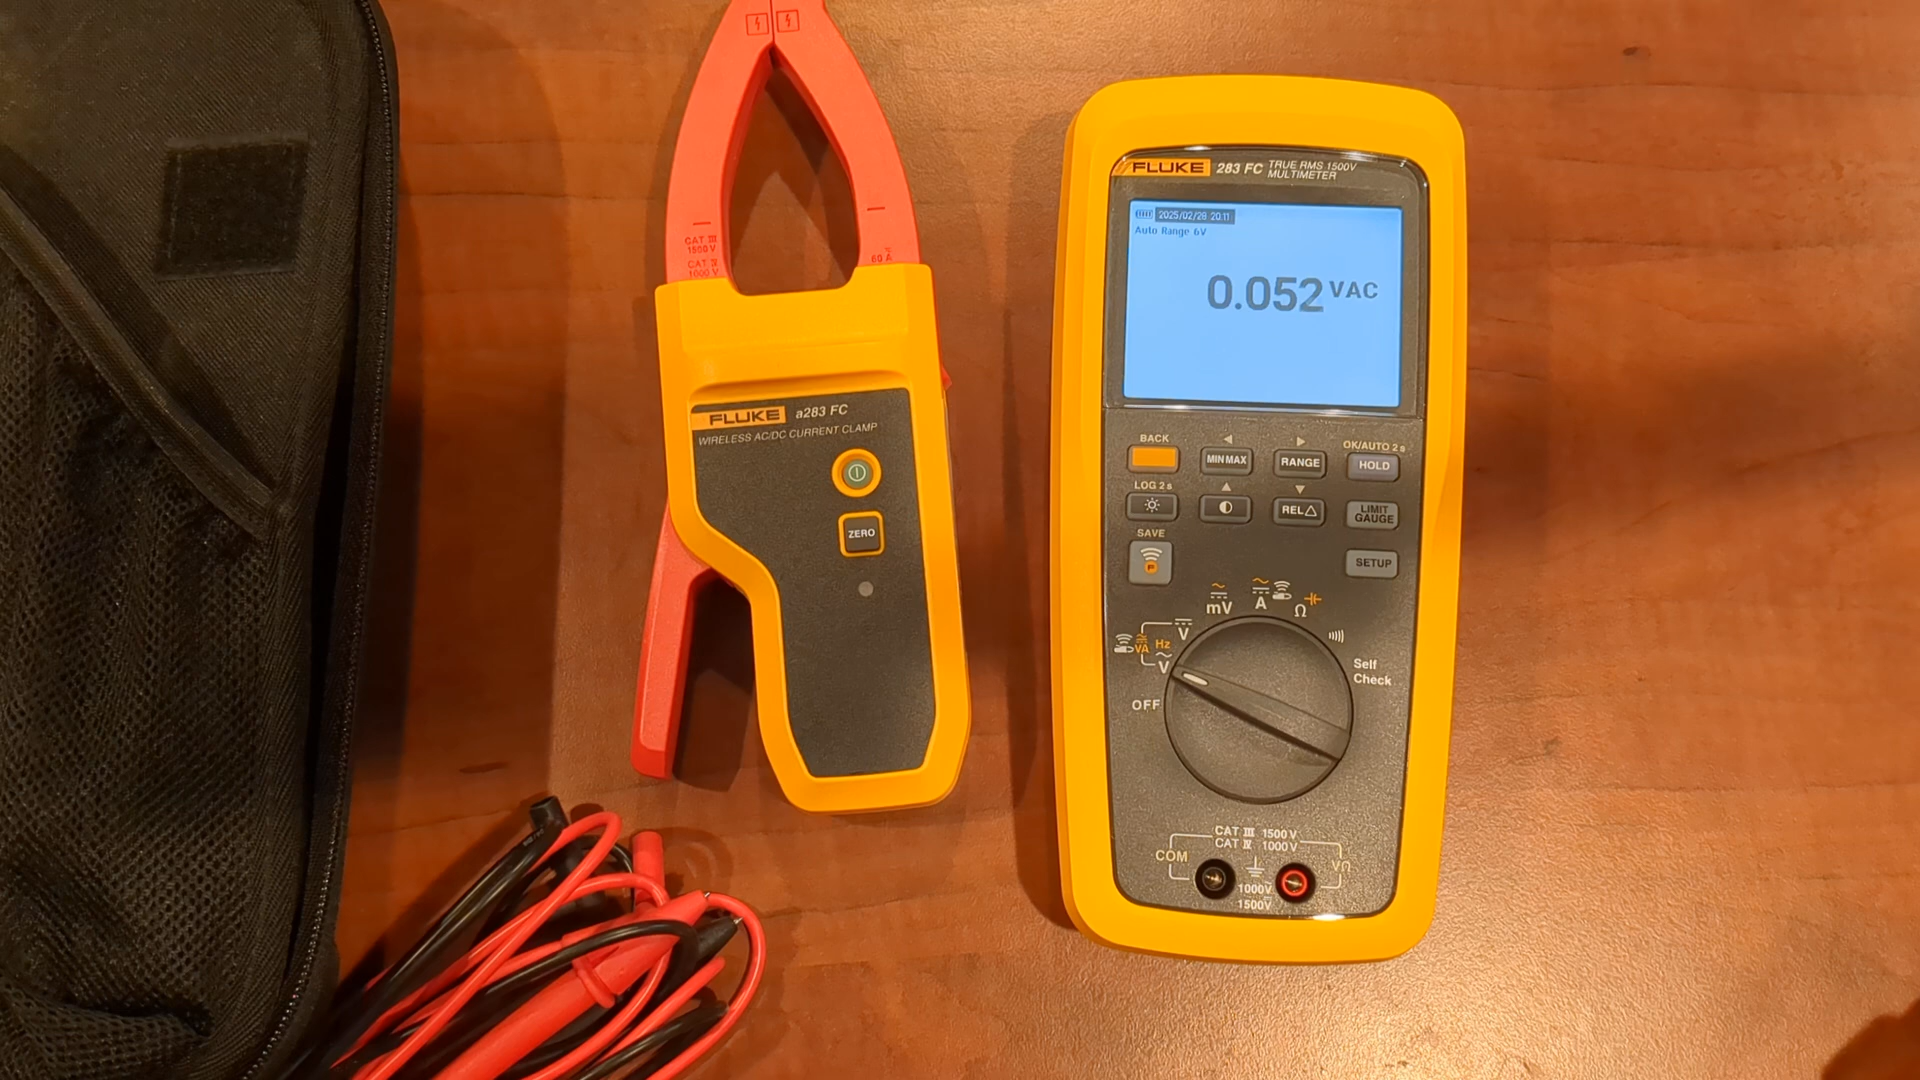 CAT III
1500 V
CAT IV
1000 V
60 A
FLUKE a283 FC
WIRELESS AC/DC CURRENT CLAMP
ZERO
FLUKE 283 FC TRUE RMS 1500V
MULTIMETER
2025/02/28 20:11
Auto Range 6V
0.052 VAC
BACK
OK/AUTO 2 s
MIN MAX
RANGE
HOLD
LOG 2 s
REL△
LIMIT
GAUGE
SAVE
SETUP
mV
A
Ω
V
VA Hz
V
Self
Check
OFF
CAT III 1500 V
CAT IV 1000 V
COM
VΩ
1000V
1500V